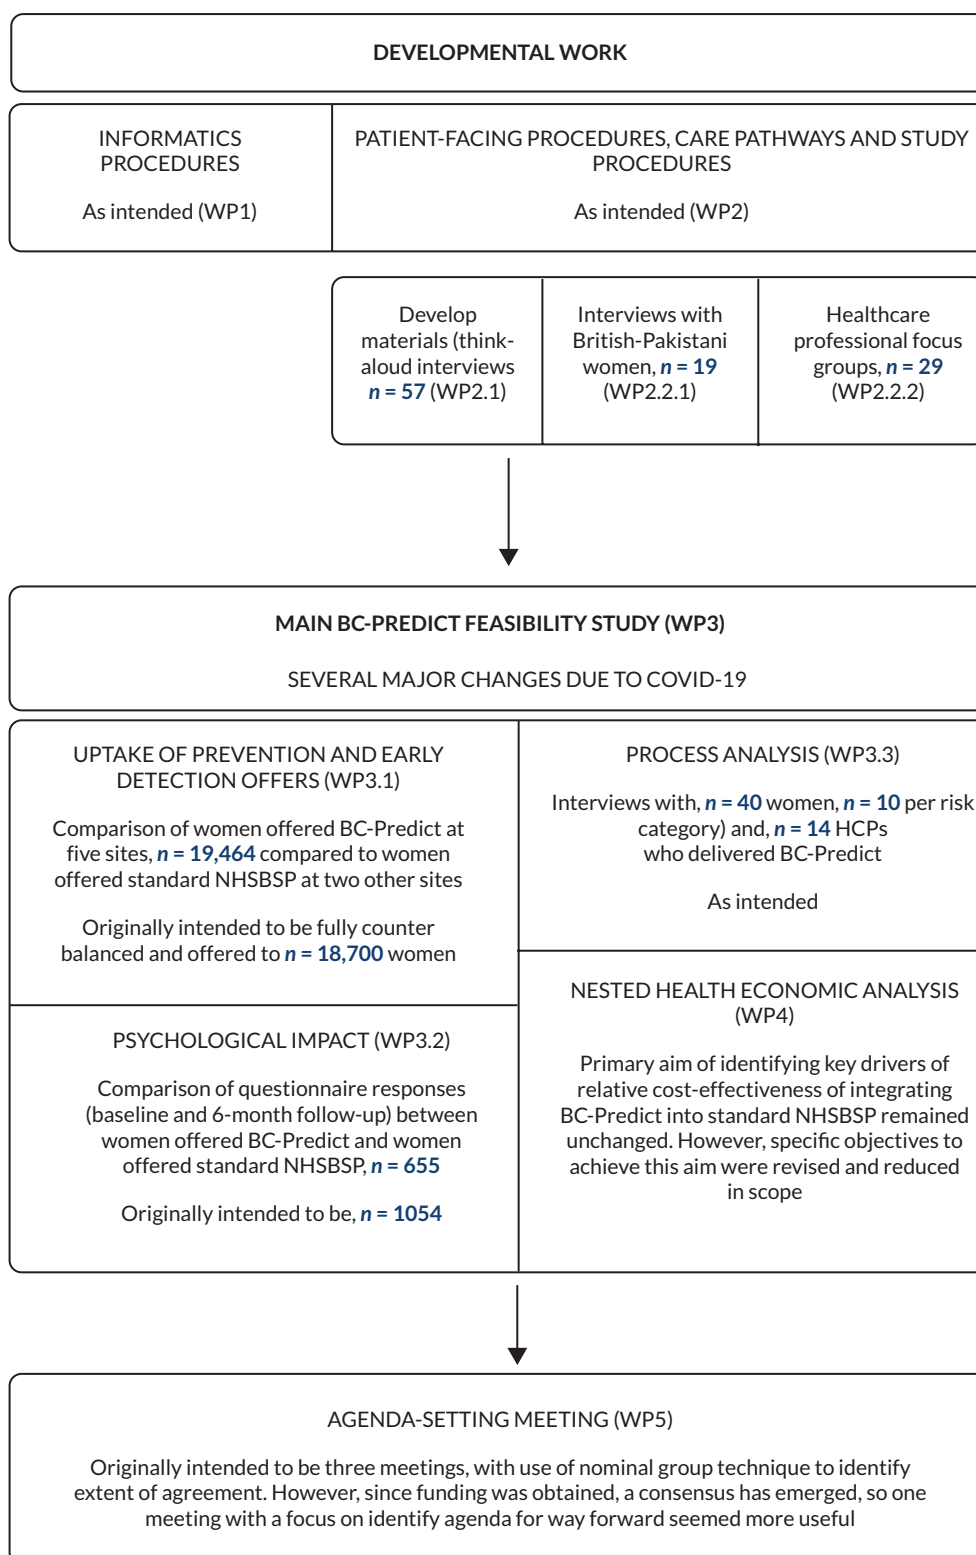 DEVELOPMENTAL WORK
INFORMATICS
PROCEDURES
As intended (WP1)
PATIENT-FACING PROCEDURES, CARE PATHWAYS AND STUDY
PROCEDURES
As intended (WP2)
Develop
materials (think-
aloud interviews
n = 57 (WP2.1)
Interviews with
British-Pakistani
women, n = 19
(WP2.2.1)
Healthcare
professional focus
groups, n = 29
(WP2.2.2)
MAIN BC-PREDICT FEASIBILITY STUDY (WP3)
SEVERAL MAJOR CHANGES DUE TO COVID-19
UPTAKE OF PREVENTION AND EARLY
DETECTION OFFERS (WP3.1)
Comparison of women offered BC-Predict at
five sites, n = 19,464 compared to women
offered standard NHSBSP at two other sites
Originally intended to be fully counter
balanced and offered to n = 18,700 women
PSYCHOLOGICAL IMPACT (WP3.2)
Comparison of questionnaire responses
(baseline and 6-month follow-up) between
women offered BC-Predict and women
offered standard NHSBSP, n = 655
Originally intended to be, n = 1054
PROCESS ANALYSIS (WP3.3)
Interviews with, n = 40 women, n = 10 per risk
category) and, n = 14 HCPs
who delivered BC-Predict
As intended
NESTED HEALTH ECONOMIC ANALYSIS
(WP4)
Primary aim of identifying key drivers of
relative cost-effectiveness of integrating
BC-Predict into standard NHSBSP remained
unchanged. However, specific objectives to
achieve this aim were revised and reduced
in scope
AGENDA-SETTING MEETING (WP5)
Originally intended to be three meetings, with use of nominal group technique to identify
extent of agreement. However, since funding was obtained, a consensus has emerged, so one
meeting with a focus on identify agenda for way forward seemed more useful